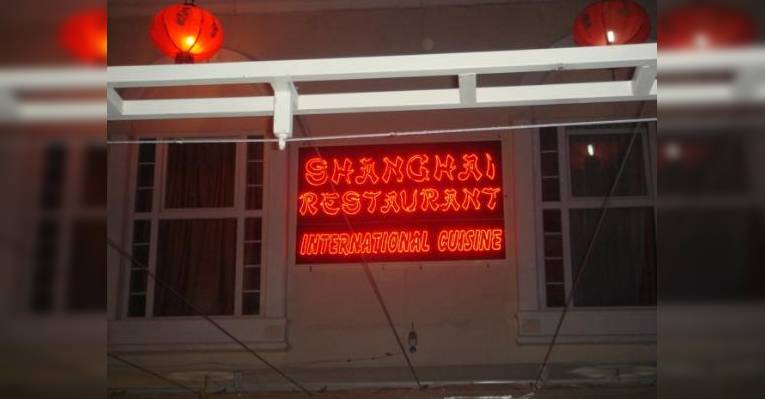 SHANGHAI
RESTAURANT
INTERNATIONAL CUISINE